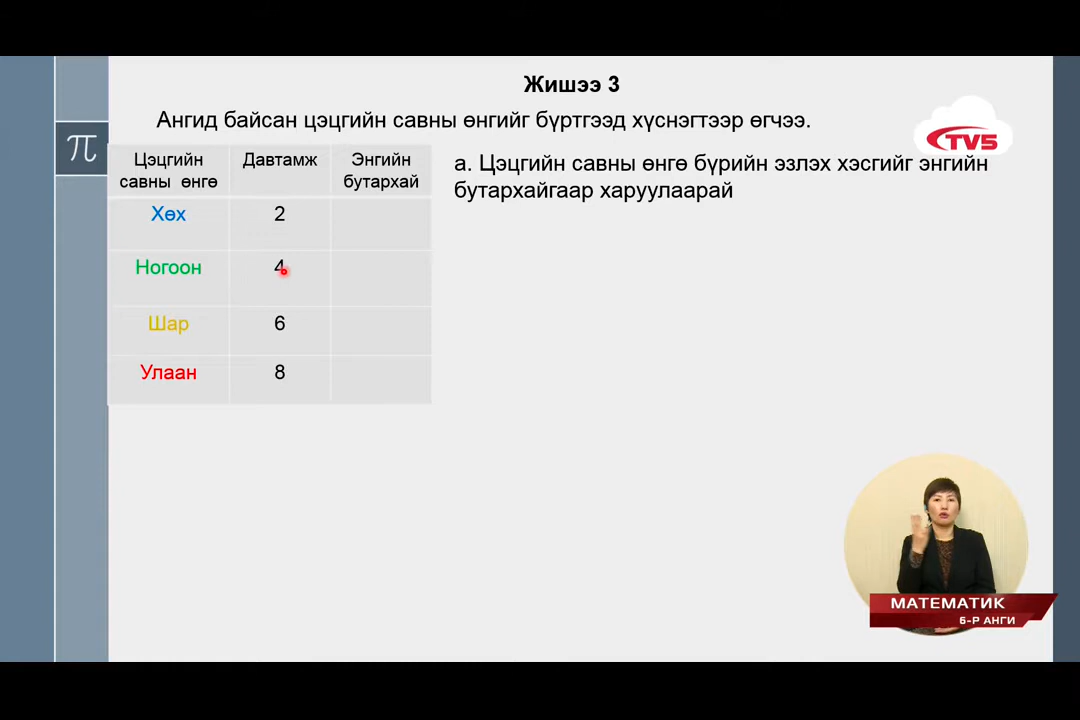 Жишээ 3
Ангид байсан цэцгийн савны өнгийг бүртгээд хүснэгтээр өгчээ.
π
TV5
Цэцгийн савны өнгө
Давтамж
Энгийн бутархай
Хөх 2
Ногоон 4
Шар 6
Улаан 8
а. Цэцгийн савны өнгө бүрийн эзлэх хэсгийг энгийн
бутархайгаар харуулаарай
МАТЕМАТИК
6-Р АНГИ